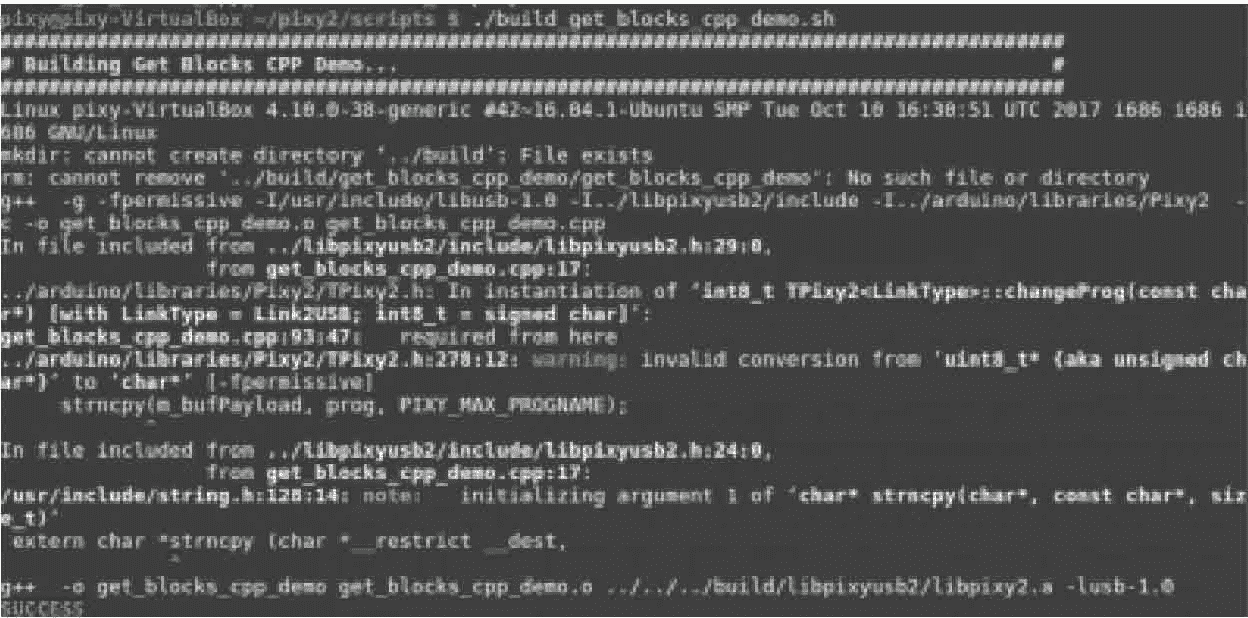 pixy@pixy-VirtualBox ~/pixy2/scripts $ ./build_get_blocks_cpp_demo.sh
########################################################################################
# Building Get Blocks CPP Demo... #
########################################################################################
Linux pixy-VirtualBox 4.10.0-38-generic #42~16.04.1-Ubuntu SMP Tue Oct 10 16:30:51 UTC 2017 i686 i686 i
686 GNU/Linux
mkdir: cannot create directory '../build': File exists
rm: cannot remove '../build/get_blocks_cpp_demo/get_blocks_cpp_demo': No such file or directory
g++  -g -fpermissive -I/usr/include/libusb-1.0 -I../libpixyusb2/include -I../arduino/libraries/Pixy2  -
c -o get_blocks_cpp_demo.o get_blocks_cpp_demo.cpp
In file included from ../libpixyusb2/include/libpixyusb2.h:29:0,
from get_blocks_cpp_demo.cpp:17:
../arduino/libraries/Pixy2/TPixy2.h: In instantiation of 'int8_t TPixy2<LinkType>::changeProg(const cha
r*) [with LinkType = Link2USB; int8_t = signed char]':
get_blocks_cpp_demo.cpp:93:47:   required from here
../arduino/libraries/Pixy2/TPixy2.h:278:12: warning: invalid conversion from 'uint8_t* {aka unsigned ch
ar*}' to 'char*' [-fpermissive]
strncpy(m_bufPayload, prog, PIXY_MAX_PROGNAME);
^
In file included from ../libpixyusb2/include/libpixyusb2.h:24:0,
from get_blocks_cpp_demo.cpp:17:
/usr/include/string.h:128:14: note:   initializing argument 1 of 'char* strncpy(char*, const char*, siz
e_t)'
extern char *strncpy (char *__restrict __dest,
^
g++  -o get_blocks_cpp_demo get_blocks_cpp_demo.o ../../../build/libpixyusb2/libpixy2.a -lusb-1.0
SUCCESS